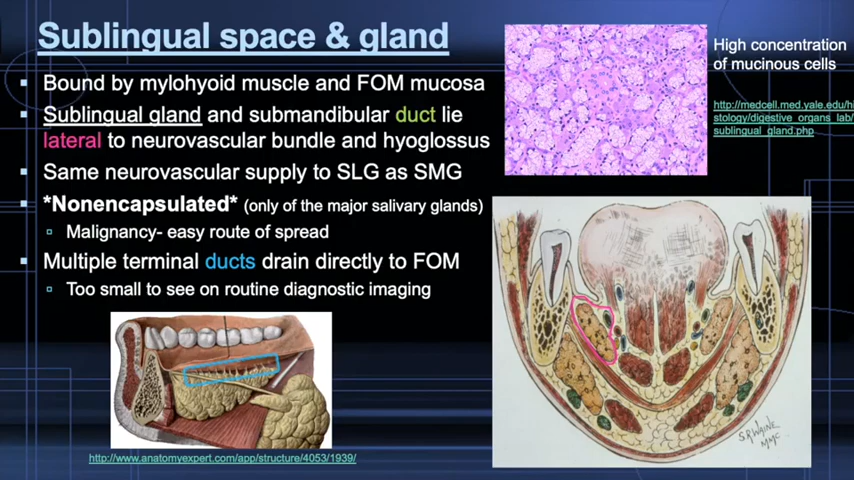 Sublingual space & gland
Bound by mylohyoid muscle and FOM mucosa
Sublingual gland and submandibular duct lie
lateral to neurovascular bundle and hyoglossus
Same neurovascular supply to SLG as SMG
*Nonencapsulated* (only of the major salivary glands)
Malignancy- easy route of spread
Multiple terminal ducts drain directly to FOM
Too small to see on routine diagnostic imaging
http://www.anatomyexpert.com/app/structure/4053/1939/
High concentration
of mucinous cells
http://medcell.med.yale.edu/hi
stology/digestive_organs_lab/
sublingual_gland.php
S.R.WAINE
MMC